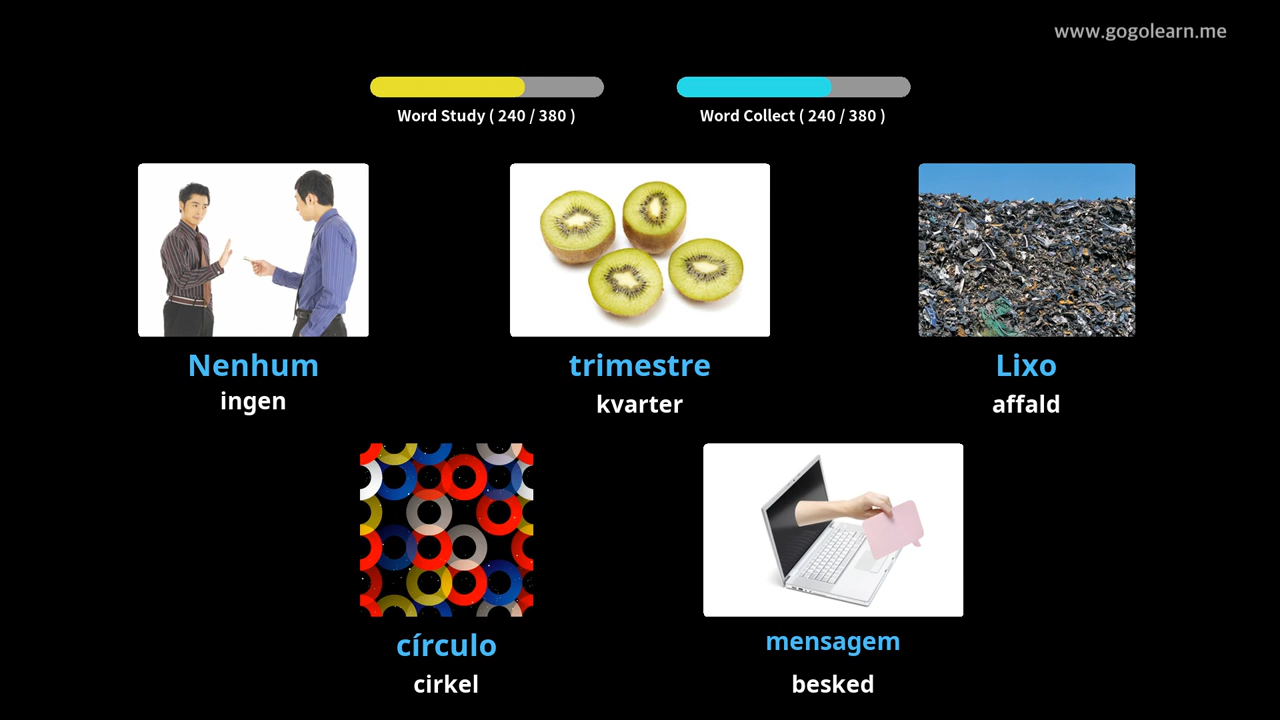 www.gogolearn.me
Word Study ( 240 / 380 )
Word Collect ( 240 / 380 )
Nenhum
ingen
trimestre
kvarter
Lixo
affald
círculo
cirkel
mensagem
besked